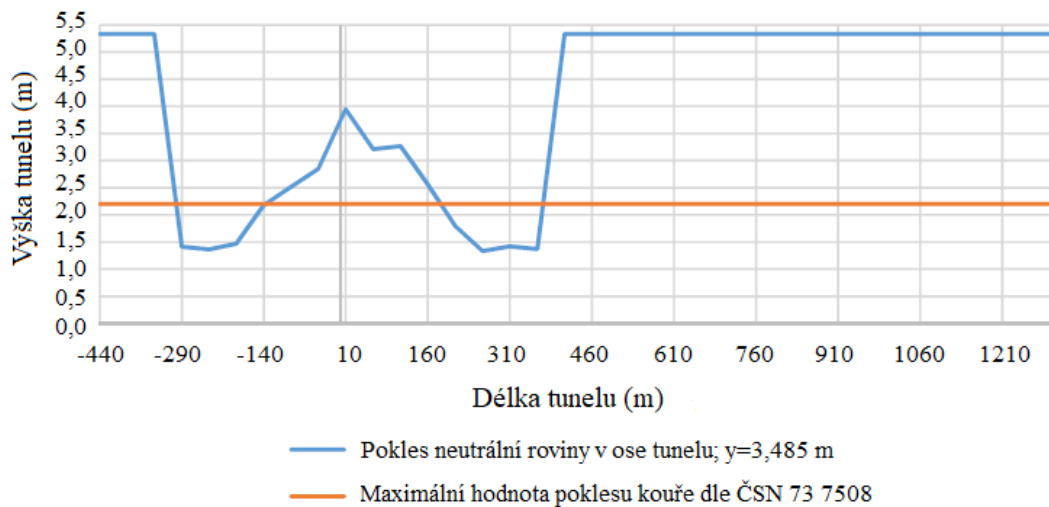 5,5
5,0
4,5
4,0
3,5
3,0
2,5
2,0
1,5
1,0
0,5
0,0
Výška tunelu (m)
-440 -290 -140 10 160 310 460 610 760 910 1060 1210
Délka tunelu (m)
Pokles neutrální roviny v ose tunelu; y=3,485 m
Maximální hodnota poklesu kouře dle ČSN 73 7508